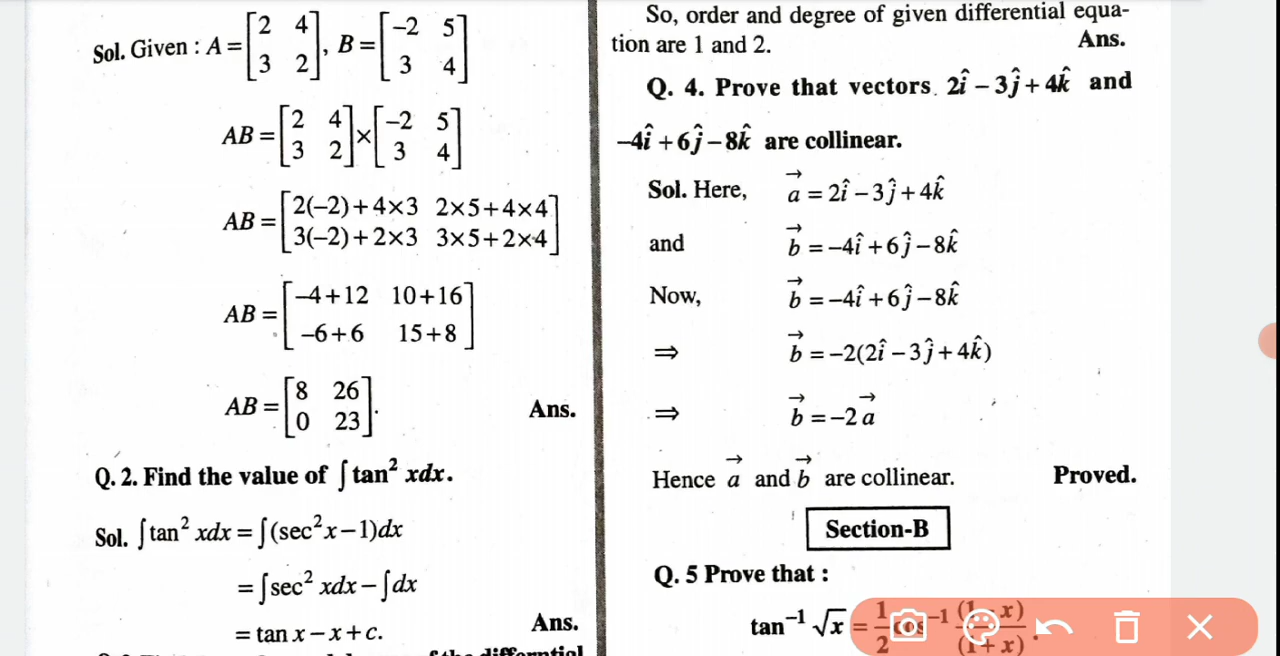 Sol. Given : A = [2 4 3 2], B = [–2 5 3 4]
AB = [2 4 3 2] × [–2 5 3 4]
AB = [2(–2)+4×3 2×5+4×4
3(–2)+2×3 3×5+2×4]
AB = [–4+12 10+16
–6+6 15+8]
AB = [8 26 0 23]. Ans.
Q. 2. Find the value of ∫tan² xdx.
Sol. ∫tan² xdx = ∫(sec²x–1)dx
= ∫sec² xdx – ∫dx
= tan x – x + c. Ans.
So, order and degree of given differential equa-
tion are 1 and 2. Ans.
Q. 4. Prove that vectors 2î – 3ĵ + 4k̂ and
–4î + 6ĵ – 8k̂ are collinear.
Sol. Here, a⃗ = 2î – 3ĵ + 4k̂
and b⃗ = –4î + 6ĵ – 8k̂
Now, b⃗ = –4î + 6ĵ – 8k̂
⇒ b⃗ = –2(2î – 3ĵ + 4k̂)
⇒ b⃗ = –2a⃗
Hence a⃗ and b⃗ are collinear. Proved.
Section-B
Q. 5 Prove that :
tan⁻¹ √x = 1/2 cos⁻¹ (1–x)/(1+x).